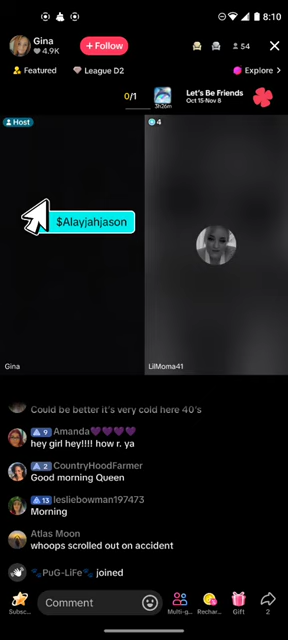 8:10
Gina
4.9K
+ Follow
54
Featured
League D2
Explore
0/1
3h26m
Let's Be Friends
Oct 15-Nov 8
Host
4
$Alayjahjason
Gina
LilMoma41
Could be better it's very cold here 40's
9 Amanda💜💜💜💜
hey girl hey!!!! how r. ya
2 CountryHoodFarmer
Good morning Queen
13 lesliebowman197473
Morning
Atlas Moon
whoops scrolled out on accident
🐾PuG-LiFe🐾 joined
Comment
Subsc...
Multi-g...
Rechar...
Gift
2